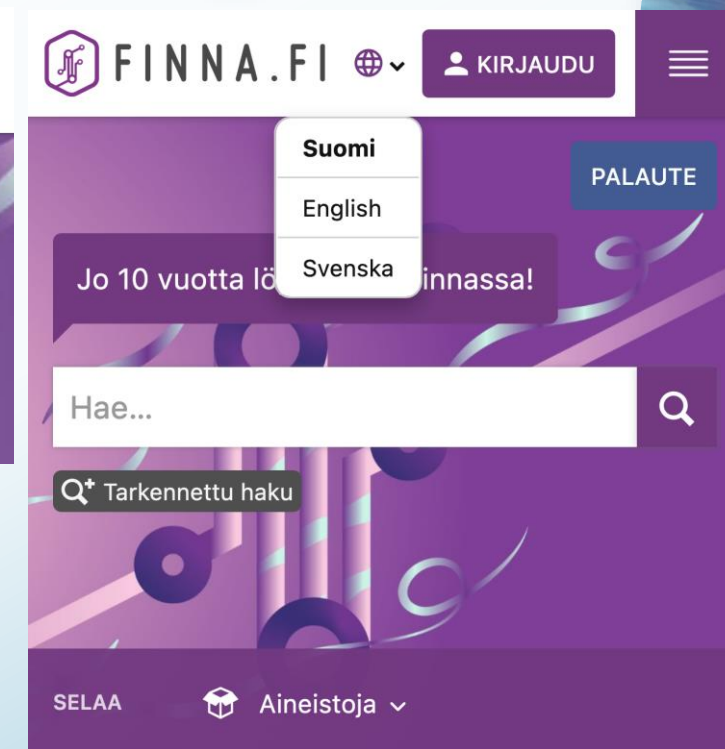 FINNA.FI KIRJAUDU
Suomi
English
Svenska
PALAUTE
Jo 10 vuotta lö innassa!
Hae...
Tarkennettu haku
SELAA Aineistoja